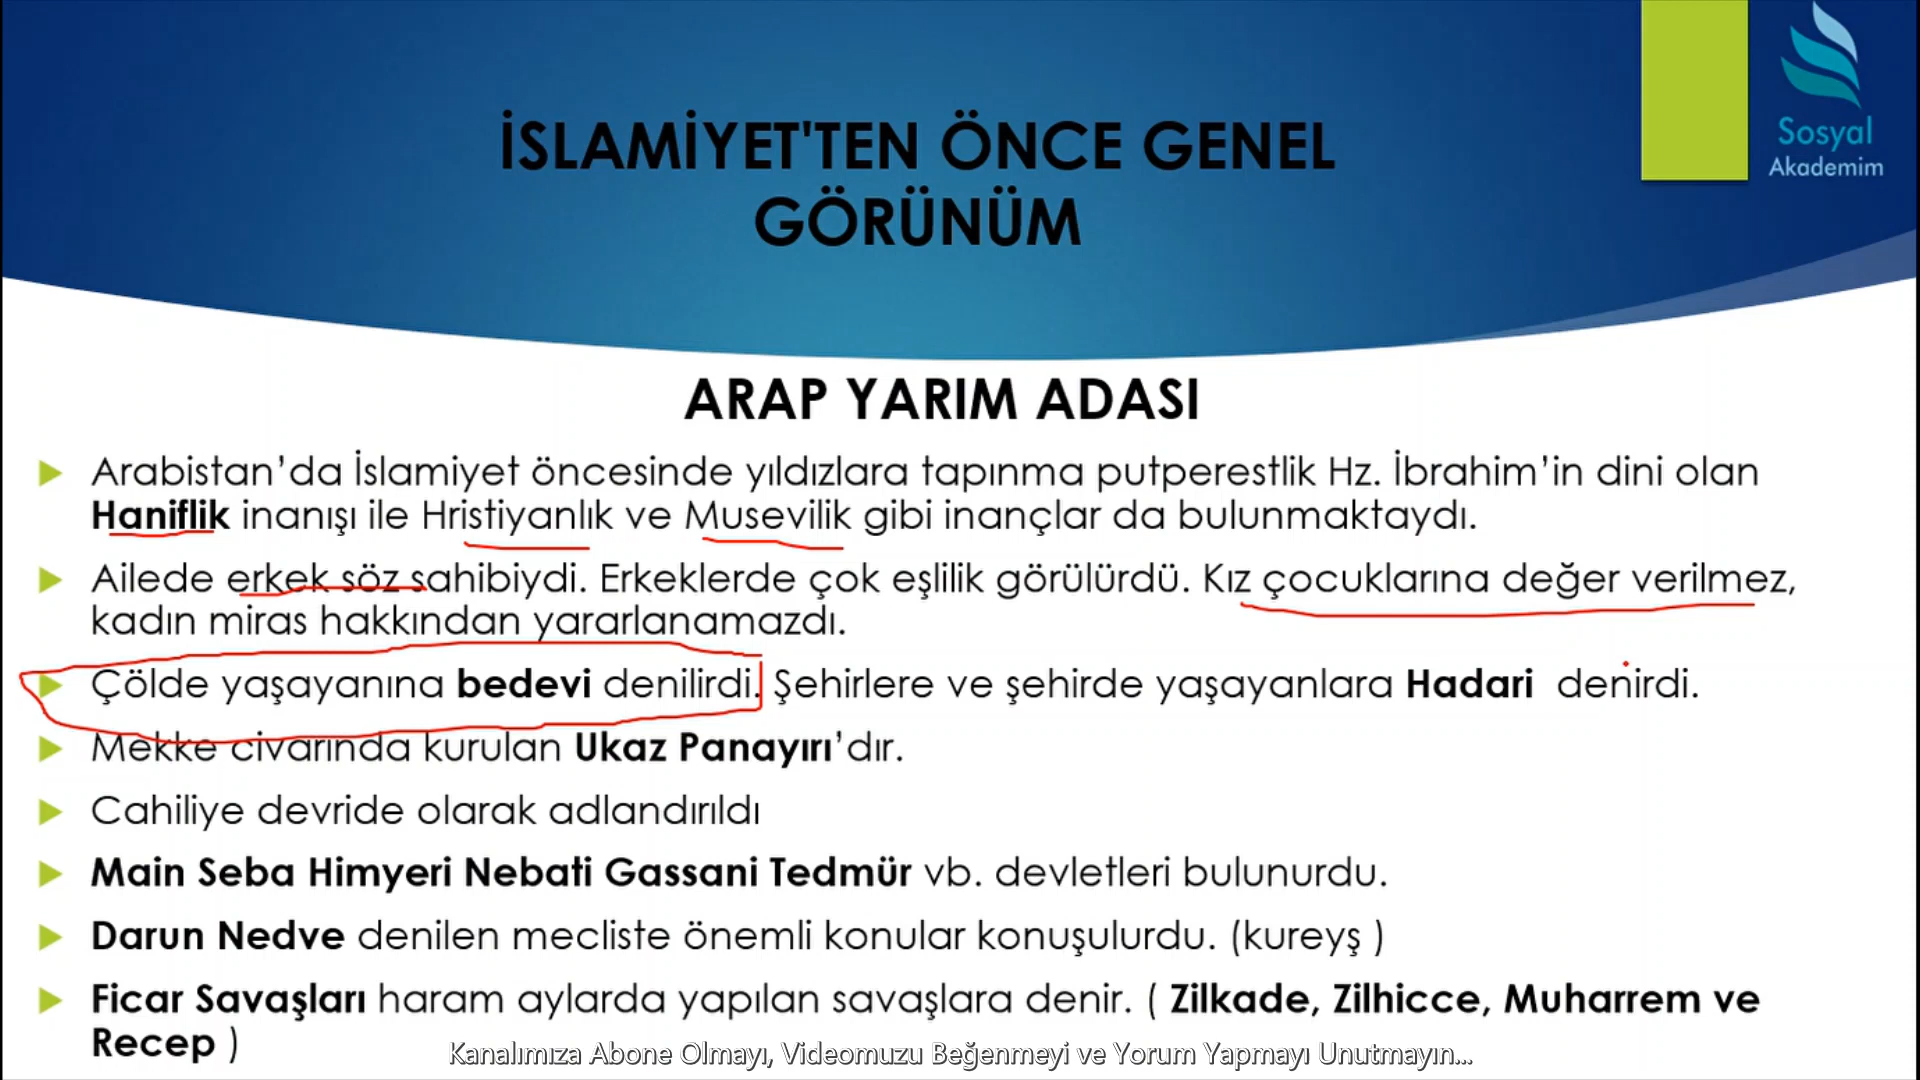 İSLAMİYET'TEN ÖNCE GENEL
GÖRÜNÜM
Sosyal
Akademim
ARAP YARIM ADASI
Arabistan’da İslamiyet öncesinde yıldızlara tapınma putperestlik Hz. İbrahim’in dini olan
Haniflik inanışı ile Hristiyanlık ve Musevilik gibi inançlar da bulunmaktaydı.
Ailede erkek söz sahibiydi. Erkeklerde çok eşlilik görülürdü. Kız çocuklarına değer verilmez,
kadın miras hakkından yararlanamazdı.
Çölde yaşayanına bedevi denilirdi. Şehirlere ve şehirde yaşayanlara Hadari denirdi.
Mekke civarında kurulan Ukaz Panayırı’dır.
Cahiliye devride olarak adlandırıldı
Main Seba Himyeri Nebati Gassani Tedmür vb. devletleri bulunurdu.
Darun Nedve denilen mecliste önemli konular konuşulurdu. (kureyş )
Ficar Savaşları haram aylarda yapılan savaşlara denir. ( Zilkade, Zilhicce, Muharrem ve
Recep )
Kanalımıza Abone Olmayı, Videomuzu Beğenmeyi ve Yorum Yapmayı Unutmayın...